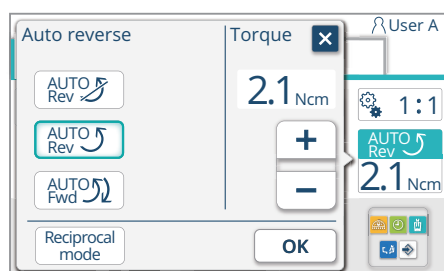 Auto reverse
Torque
User A
AUTO
Rev
2.1 Ncm
1:1
AUTO
Rev
+
AUTO
Rev
2.1 Ncm
AUTO
Fwd
−
Reciprocal
mode
OK